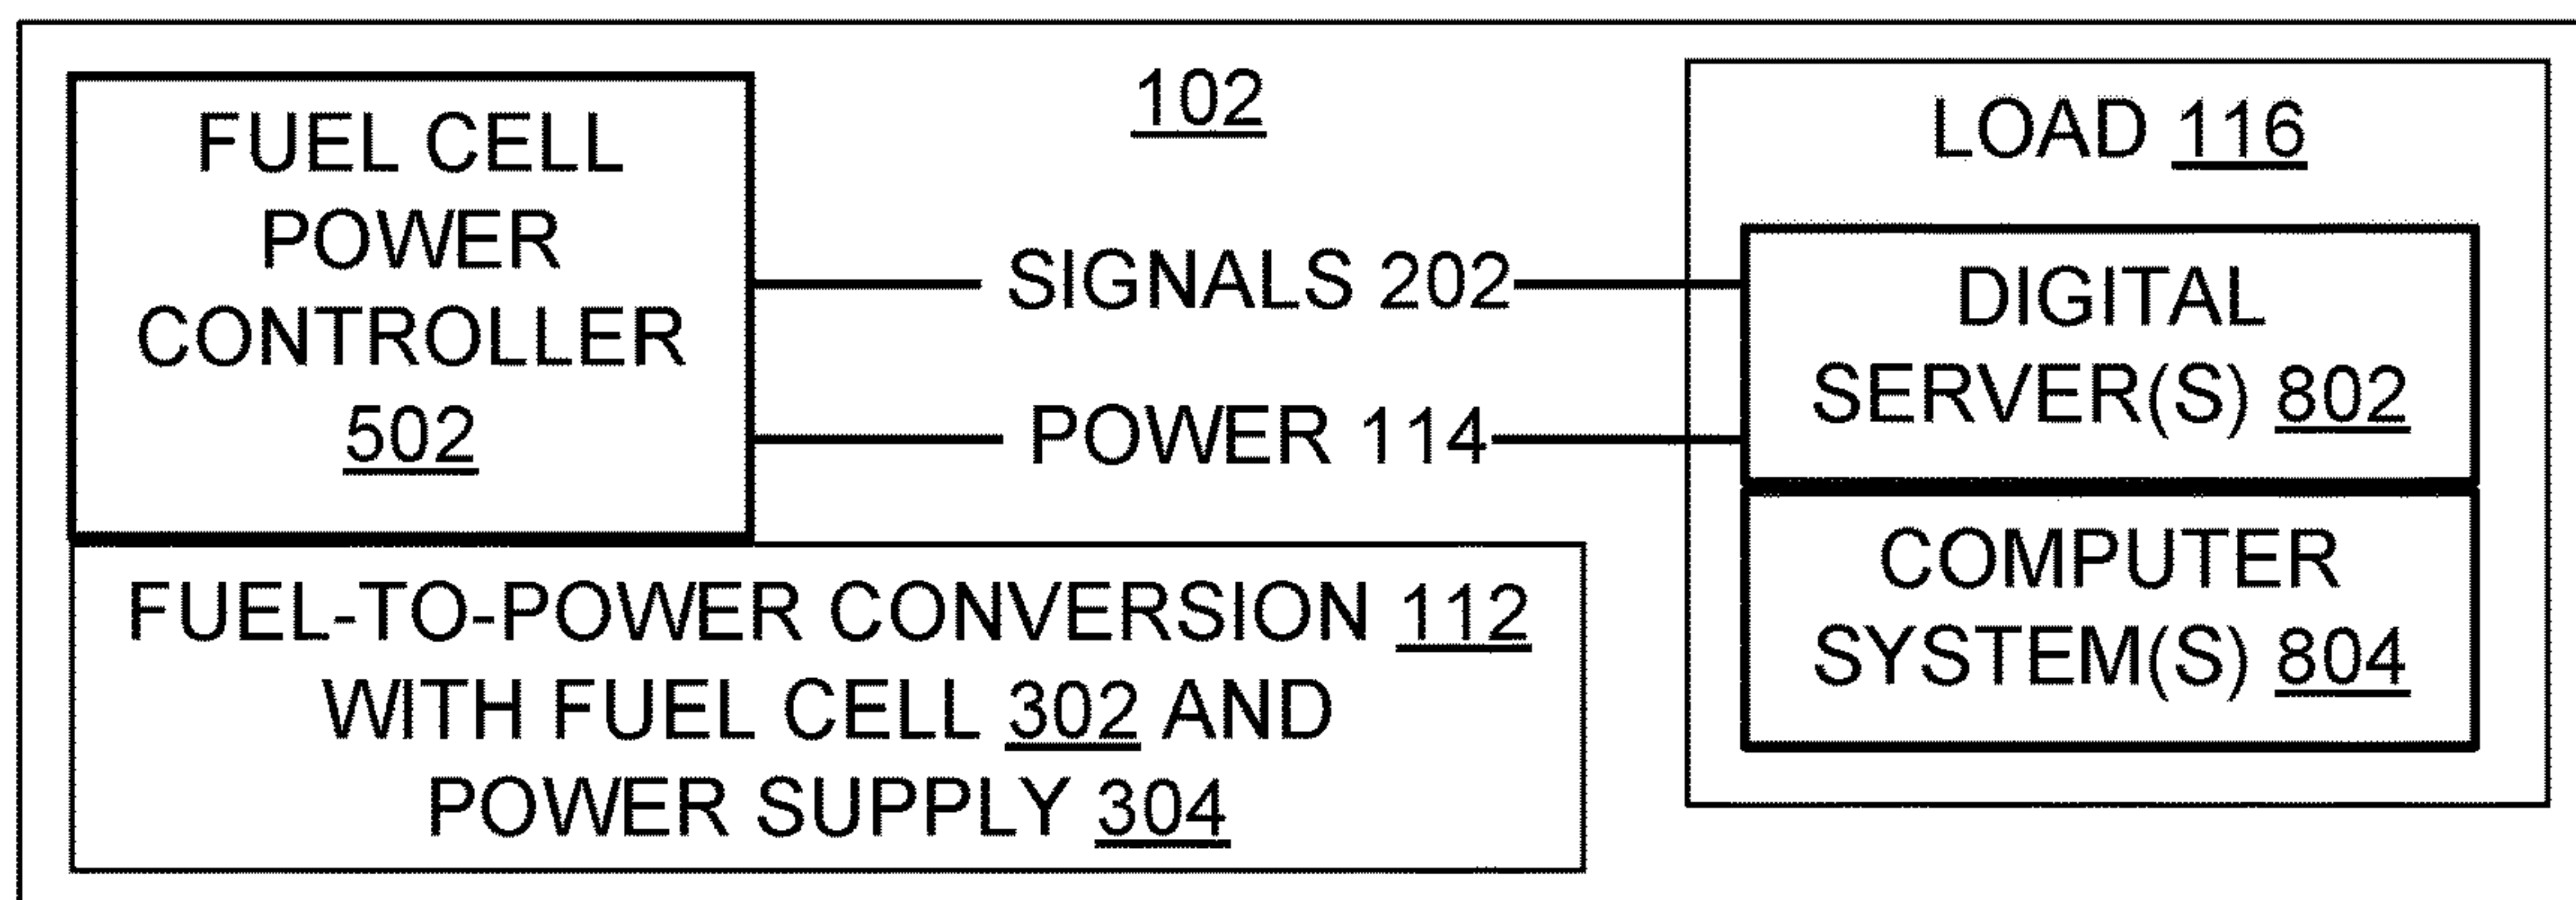 FUEL CELL
POWER
CONTROLLER
502
102
SIGNALS 202
POWER 114
LOAD 116
DIGITAL
SERVER(S) 802
COMPUTER
SYSTEM(S) 804
FUEL-TO-POWER CONVERSION 112
WITH FUEL CELL 302 AND
POWER SUPPLY 304